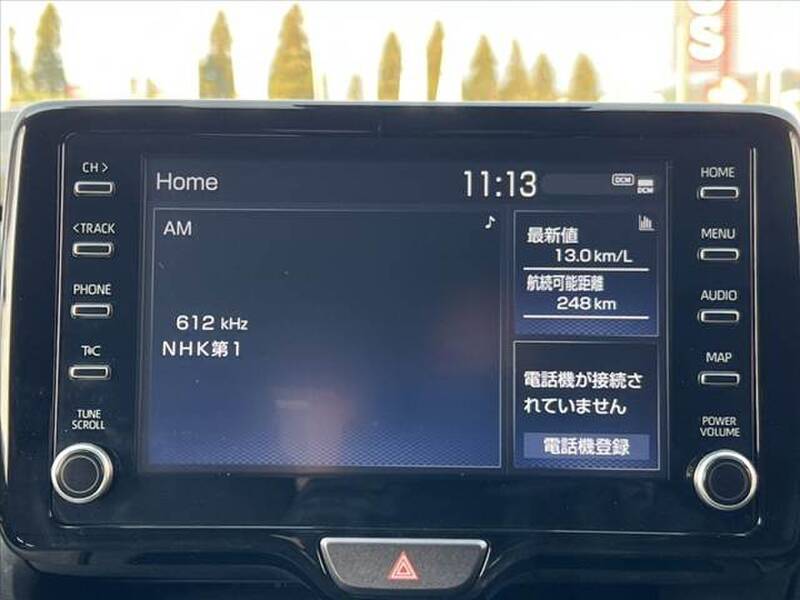 OS
CH >
<TRACK
PHONE
T&C
TUNE
SCROLL
Home
11:13
DCM
DCM
AM
♪
612 kHz
NHK第1
最新値
13.0 km/L
航続可能距離
248 km
電話機が接続さ
れていません
電話機登録
HOME
MENU
AUDIO
MAP
POWER
VOLUME